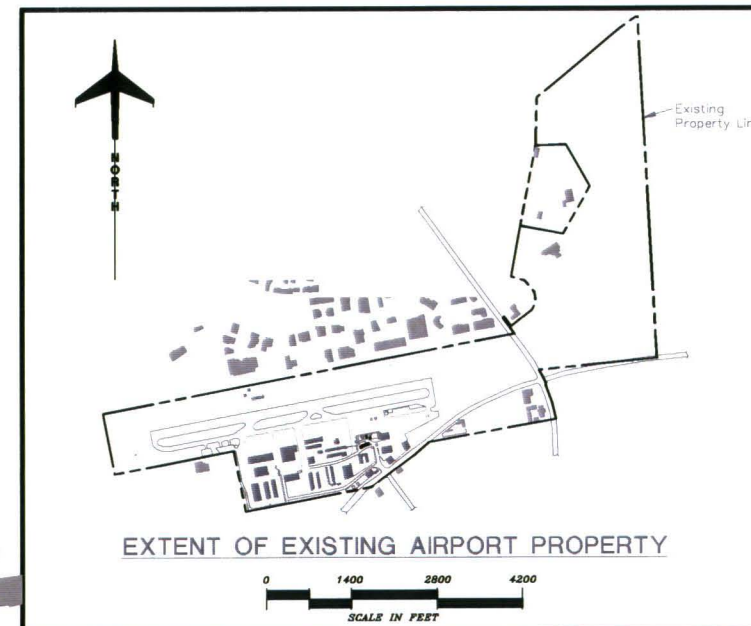 NORTH
Existing
Property Lin
EXTENT OF EXISTING AIRPORT PROPERTY
0 1400 2800 4200
SCALE IN FEET